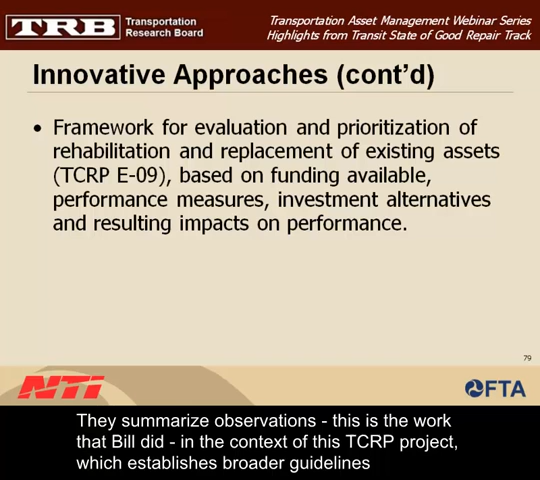 TRB
Transportation
Research Board
Transportation Asset Management Webinar Series
Highlights from Transit State of Good Repair Track
Innovative Approaches (cont'd)
• Framework for evaluation and prioritization of
rehabilitation and replacement of existing assets
(TCRP E-09), based on funding available,
performance measures, investment alternatives
and resulting impacts on performance.
79
NTI
FTA
They summarize observations - this is the work
that Bill did - in the context of this TCRP project,
which establishes broader guidelines